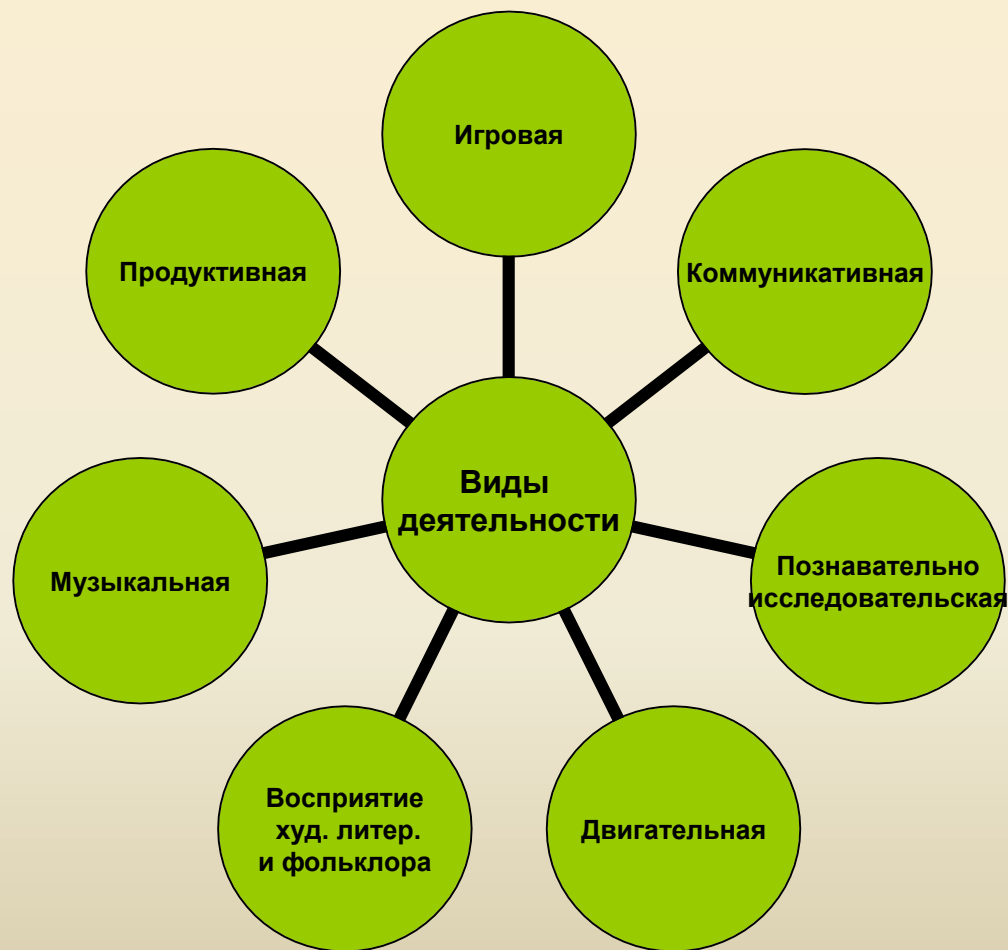 Игровая
Продуктивная
Коммуникативная
Виды
деятельности
Музыкальная
Познавательно
исследовательская
Восприятие
худ. литер.
и фольклора
Двигательная